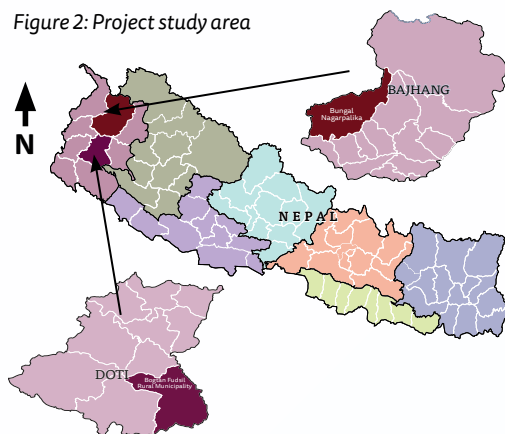 Figure 2: Project study area
BAJHANG
Bungal
Nagarpalika
N
NEPAL
DOTI
Bogtan Fudsil
Rural Municipality